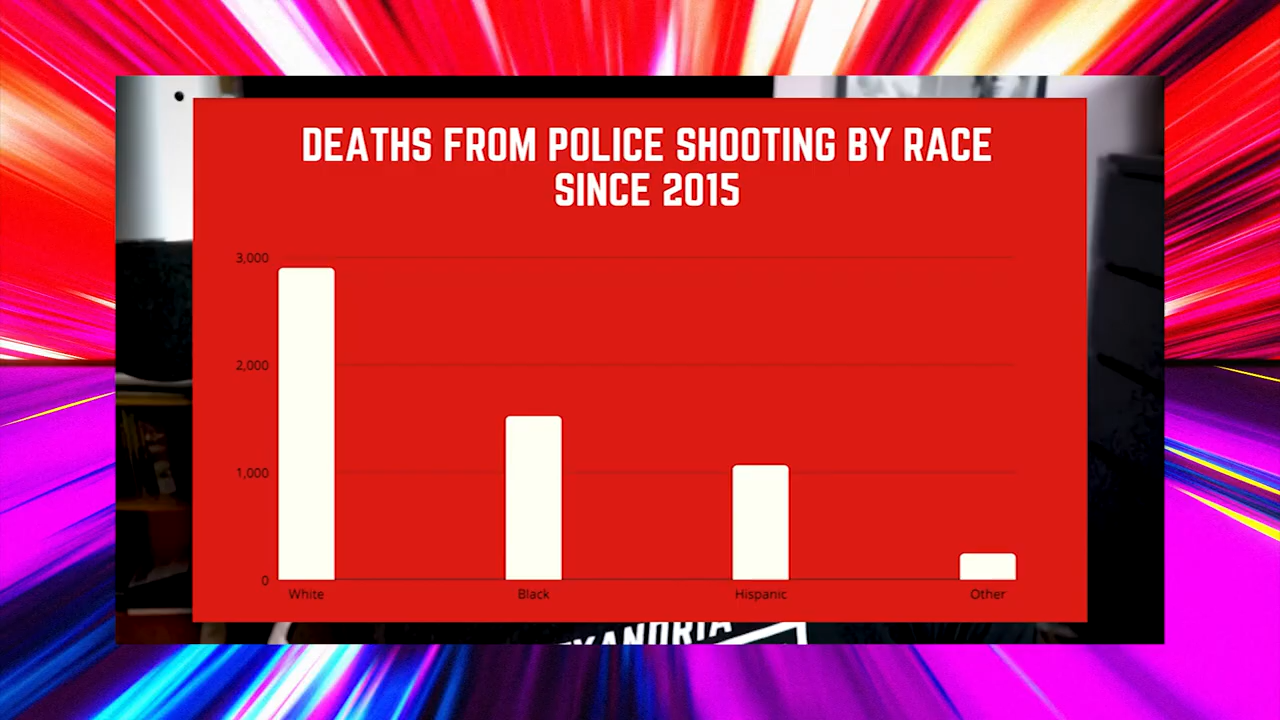 DEATHS FROM POLICE SHOOTING BY RACE
SINCE 2015
3,000
2,000
1,000
0
White
Black
Hispanic
Other